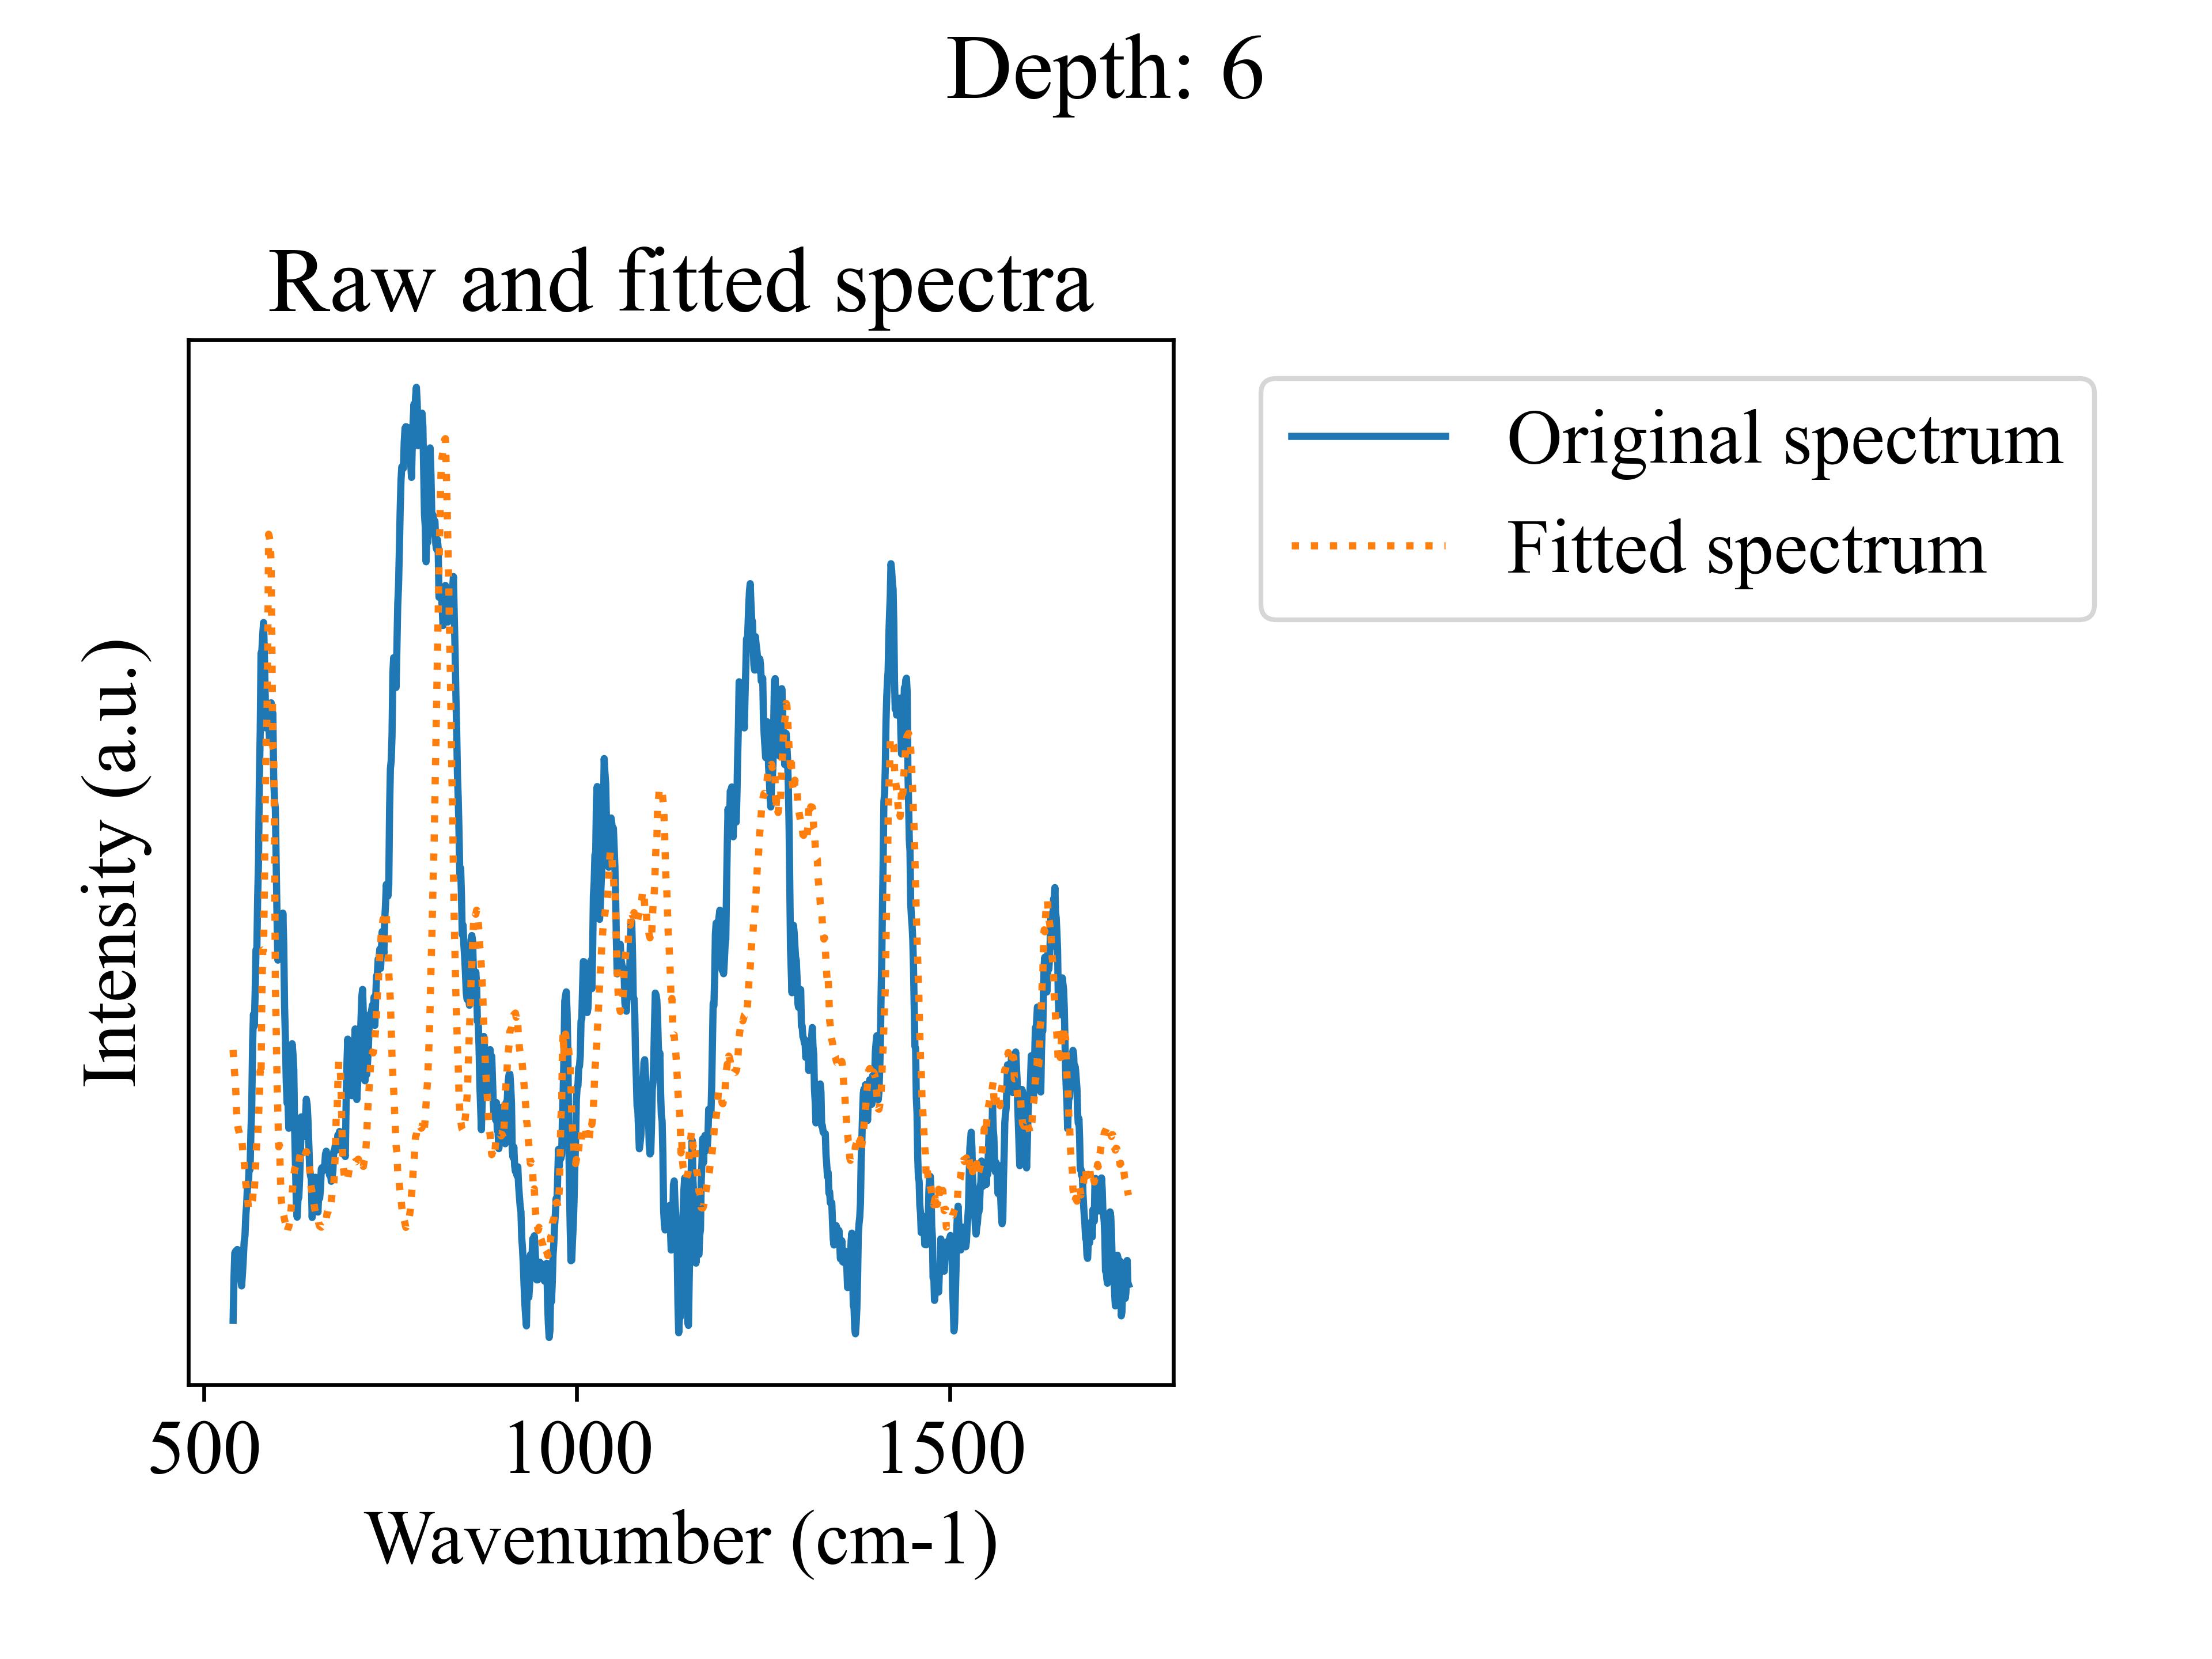 Depth: 6
Raw and fitted spectra
Original spectrum
Fitted spectrum
Intensity (a.u.)
500 1000 1500
Wavenumber (cm-1)